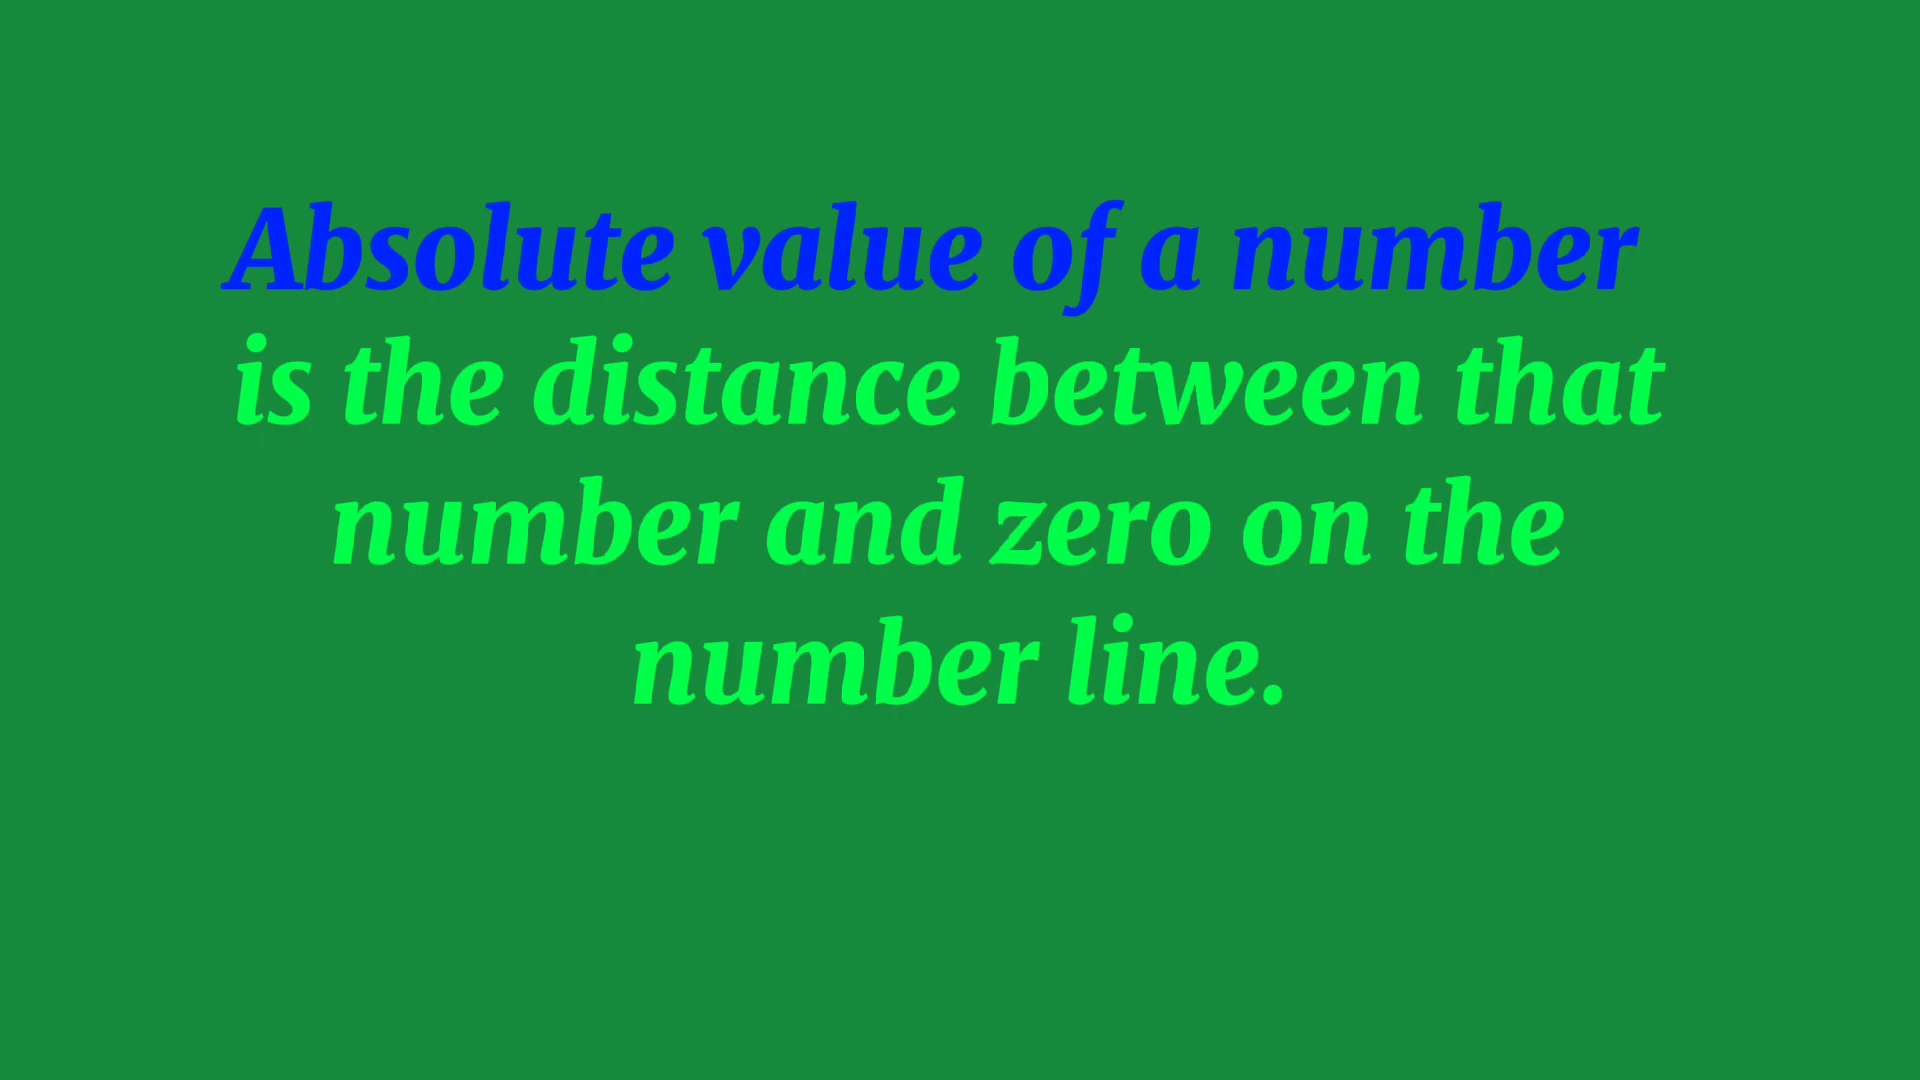 Absolute value of a number
is the distance between that
number and zero on the
number line.